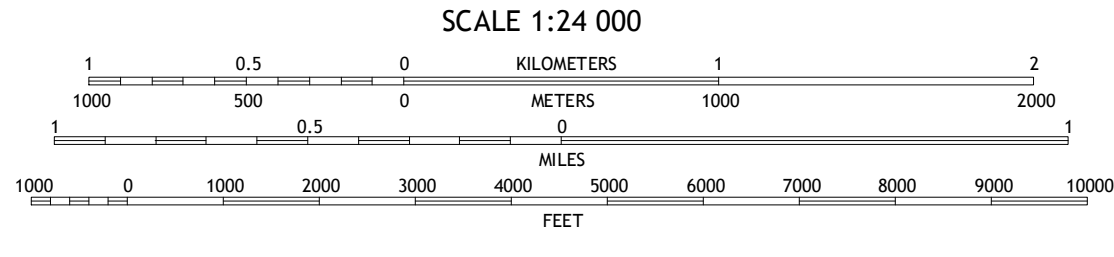 SCALE 1:24 000
1 0.5 0 KILOMETERS 1 2
1000 500 0 METERS 1000 2000
1 0.5 0 1
MILES
1000 0 1000 2000 3000 4000 5000 6000 7000 8000 9000 10000
FEET